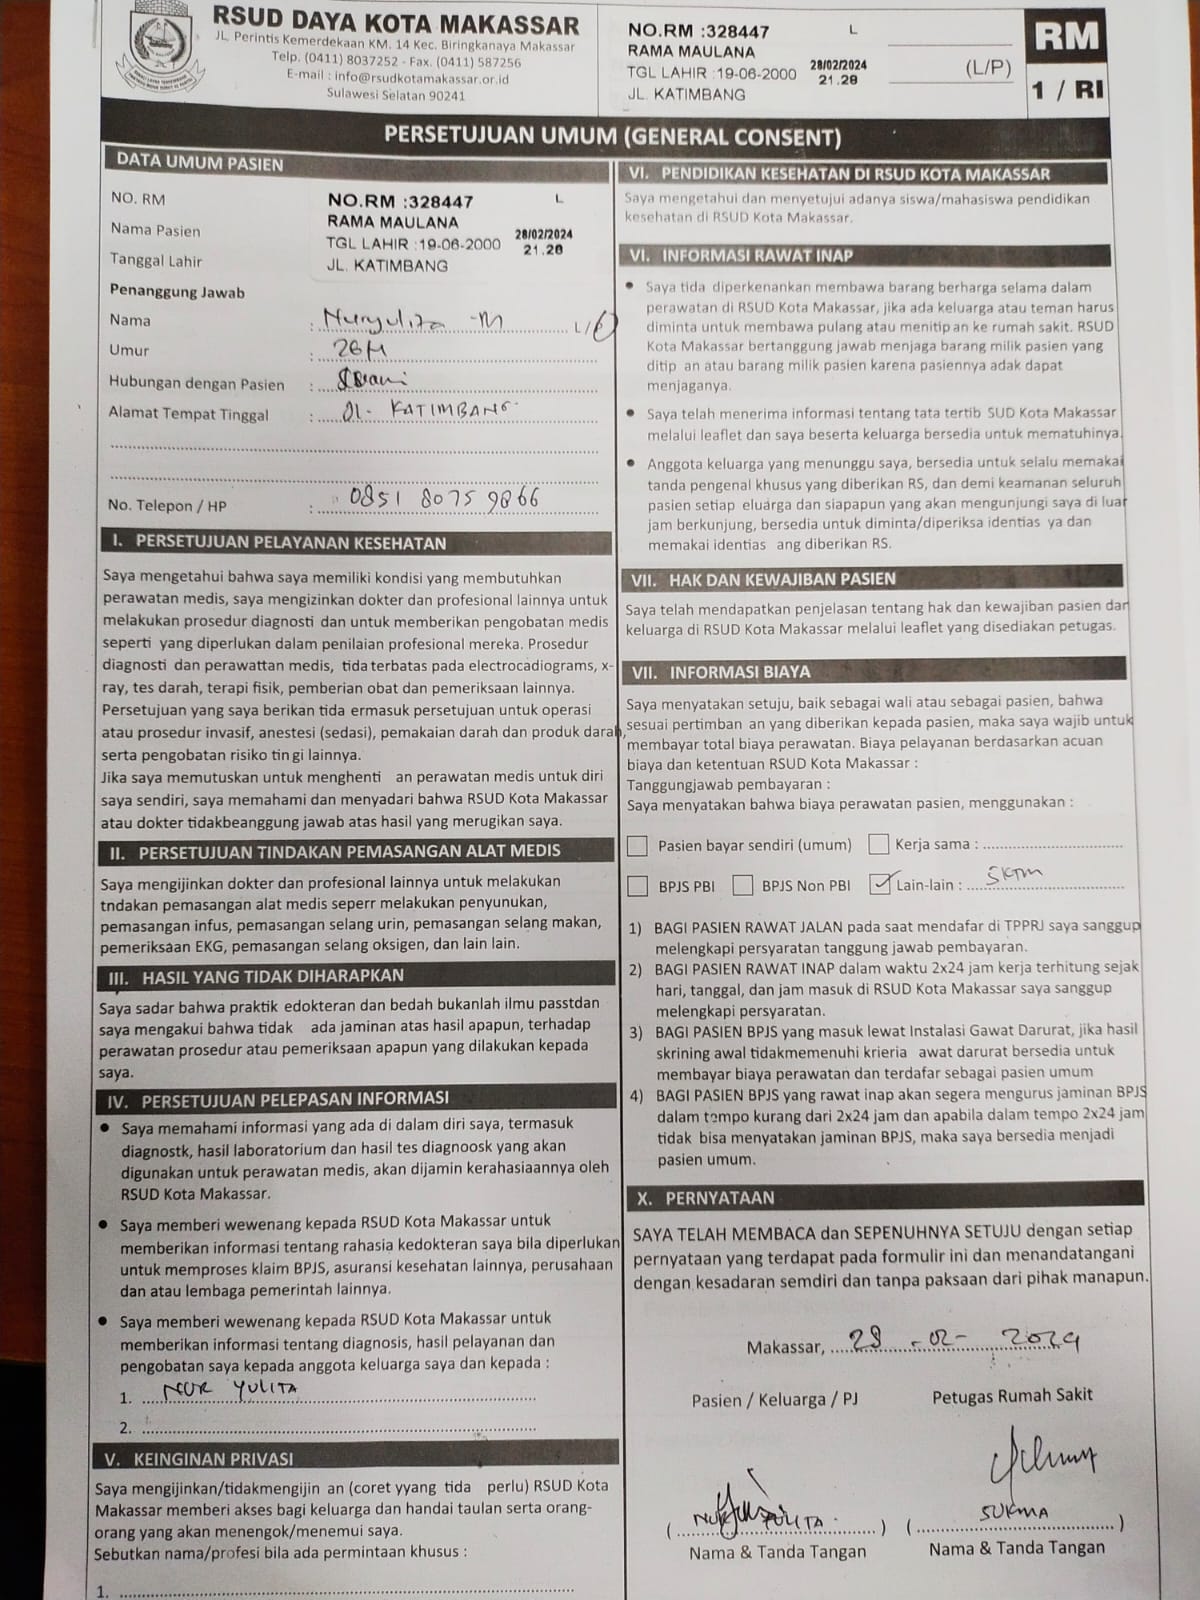 RSUD DAYA KOTA MAKASSAR
JL. Perintis Kemerdekaan KM. 14 Kec. Biringkanaya Makassar
Telp. (0411) 8037252 - Fax. (0411) 587256
E-mail : info@rsudkotamakassar.or.id
Sulawesi Selatan 90241
NO.RM :328447 L
RAMA MAULANA
TGL LAHIR :19-06-2000 28/02/2024
21.28
JL. KATIMBANG
(L/P)
RM
1 / RI
PERSETUJUAN UMUM (GENERAL CONSENT)
DATA UMUM PASIEN
NO. RM
Nama Pasien
Tanggal Lahir
NO.RM :328447 L
RAMA MAULANA
TGL LAHIR :19-06-2000 28/02/2024
21.28
JL. KATIMBANG
Penanggung Jawab
Nama : Nuryulita M L/P
Umur : 26
Hubungan dengan Pasien :
Alamat Tempat Tinggal : Jl. KATIMBANG
No. Telepon / HP : 0851 8075 9866
I. PERSETUJUAN PELAYANAN KESEHATAN
Saya mengetahui bahwa saya memiliki kondisi yang membutuhkan
perawatan medis, saya mengizinkan dokter dan profesional lainnya untuk
melakukan prosedur diagnosti dan untuk memberikan pengobatan medis
seperti yang diperlukan dalam penilaian profesional mereka. Prosedur
diagnosti dan perawattan medis, tida terbatas pada electrocadiograms, x-
ray, tes darah, terapi fisik, pemberian obat dan pemeriksaan lainnya.
Persetujuan yang saya berikan tida ermasuk persetujuan untuk operasi
atau prosedur invasif, anestesi (sedasi), pemakaian darah dan produk darah,
serta pengobatan risiko tin gi lainnya.
Jika saya memutuskan untuk menghenti an perawatan medis untuk diri
saya sendiri, saya memahami dan menyadari bahwa RSUD Kota Makassar
atau dokter tidakbeanggung jawab atas hasil yang merugikan saya.
II. PERSETUJUAN TINDAKAN PEMASANGAN ALAT MEDIS
Saya mengijinkan dokter dan profesional lainnya untuk melakukan
tndakan pemasangan alat medis seperr melakukan penyunukan,
pemasangan infus, pemasangan selang urin, pemasangan selang makan,
pemeriksaan EKG, pemasangan selang oksigen, dan lain lain.
III. HASIL YANG TIDAK DIHARAPKAN
Saya sadar bahwa praktik edokteran dan bedah bukanlah ilmu passtdan
saya mengakui bahwa tidak ada jaminan atas hasil apapun, terhadap
perawatan prosedur atau pemeriksaan apapun yang dilakukan kepada
saya.
IV. PERSETUJUAN PELEPASAN INFORMASI
• Saya memahami informasi yang ada di dalam diri saya, termasuk
diagnostk, hasil laboratorium dan hasil tes diagnoosk yang akan
digunakan untuk perawatan medis, akan dijamin kerahasiaannya oleh
RSUD Kota Makassar.
• Saya memberi wewenang kepada RSUD Kota Makassar untuk
memberikan informasi tentang rahasia kedokteran saya bila diperlukan
untuk memproses klaim BPJS, asuransi kesehatan lainnya, perusahaan
dan atau lembaga pemerintah lainnya.
• Saya memberi wewenang kepada RSUD Kota Makassar untuk
memberikan informasi tentang diagnosis, hasil pelayanan dan
pengobatan saya kepada anggota keluarga saya dan kepada :
1. NUR YULITA
2.
V. KEINGINAN PRIVASI
Saya mengijinkan/tidakmengijin an (coret yyang tida perlu) RSUD Kota
Makassar memberi akses bagi keluarga dan handai taulan serta orang-
orang yang akan menengok/menemui saya.
Sebutkan nama/profesi bila ada permintaan khusus :
1.
VI. PENDIDIKAN KESEHATAN DI RSUD KOTA MAKASSAR
Saya mengetahui dan menyetujui adanya siswa/mahasiswa pendidikan
kesehatan di RSUD Kota Makassar.
VI. INFORMASI RAWAT INAP
• Saya tida diperkenankan membawa barang berharga selama dalam
perawatan di RSUD Kota Makassar, jika ada keluarga atau teman harus
diminta untuk membawa pulang atau menitip an ke rumah sakit. RSUD
Kota Makassar bertanggung jawab menjaga barang milik pasien yang
ditip an atau barang milik pasien karena pasiennya adak dapat
menjaganya.
• Saya telah menerima informasi tentang tata tertib SUD Kota Makassar
melalui leaflet dan saya beserta keluarga bersedia untuk mematuhinya.
• Anggota keluarga yang menunggu saya, bersedia untuk selalu memakai
tanda pengenal khusus yang diberikan RS, dan demi keamanan seluruh
pasien setiap eluarga dan siapapun yang akan mengunjungi saya di luar
jam berkunjung, bersedia untuk diminta/diperiksa identias ya dan
memakai identias ang diberikan RS.
VII. HAK DAN KEWAJIBAN PASIEN
Saya telah mendapatkan penjelasan tentang hak dan kewajiban pasien dan
keluarga di RSUD Kota Makassar melalui leaflet yang disediakan petugas.
VII. INFORMASI BIAYA
Saya menyatakan setuju, baik sebagai wali atau sebagai pasien, bahwa
sesuai pertimban an yang diberikan kepada pasien, maka saya wajib untuk
membayar total biaya perawatan. Biaya pelayanan berdasarkan acuan
biaya dan ketentuan RSUD Kota Makassar :
Tanggungjawab pembayaran :
Saya menyatakan bahwa biaya perawatan pasien, menggunakan :
Pasien bayar sendiri (umum) Kerja sama :
BPJS PBI BPJS Non PBI Lain-lain : SKTM
1) BAGI PASIEN RAWAT JALAN pada saat mendafar di TPPRJ saya sanggup
melengkapi persyaratan tanggung jawab pembayaran.
2) BAGI PASIEN RAWAT INAP dalam waktu 2x24 jam kerja terhitung sejak
hari, tanggal, dan jam masuk di RSUD Kota Makassar saya sanggup
melengkapi persyaratan.
3) BAGI PASIEN BPJS yang masuk lewat Instalasi Gawat Darurat, jika hasil
skrining awal tidakmemenuhi krieria awat darurat bersedia untuk
membayar biaya perawatan dan terdafar sebagai pasien umum
4) BAGI PASIEN BPJS yang rawat inap akan segera mengurus jaminan BPJS
dalam tempo kurang dari 2x24 jam dan apabila dalam tempo 2x24 jam
tidak bisa menyatakan jaminan BPJS, maka saya bersedia menjadi
pasien umum.
X. PERNYATAAN
SAYA TELAH MEMBACA dan SEPENUHNYA SETUJU dengan setiap
pernyataan yang terdapat pada formulir ini dan menandatangani
dengan kesadaran semdiri dan tanpa paksaan dari pihak manapun.
Makassar, 28 -02- 2024
Pasien / Keluarga / PJ Petugas Rumah Sakit
( NUR YULITA ) ( SUKMA )
Nama & Tanda Tangan Nama & Tanda Tangan